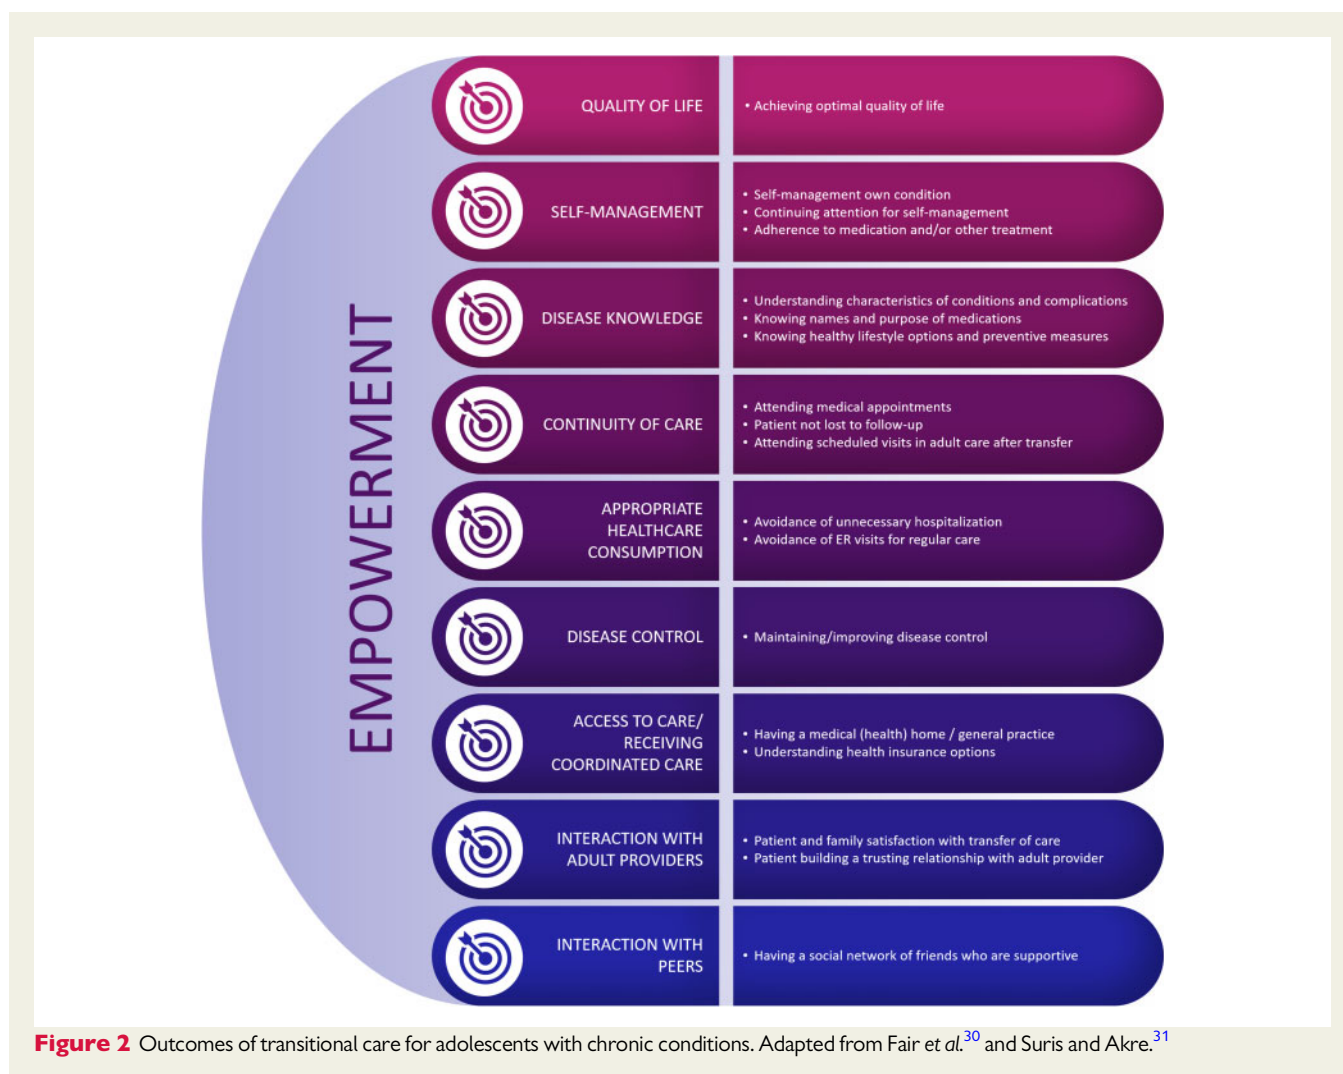 EMPOWERMENT
QUALITY OF LIFE
• Achieving optimal quality of life
SELF-MANAGEMENT
• Self-management own condition
• Continuing attention for self-management
• Adherence to medication and/or other treatment
DISEASE KNOWLEDGE
• Understanding characteristics of conditions and complications
• Knowing names and purpose of medications
• Knowing healthy lifestyle options and preventive measures
CONTINUITY OF CARE
• Attending medical appointments
• Patient not lost to follow-up
• Attending scheduled visits in adult care after transfer
APPROPRIATE
HEALTHCARE
CONSUMPTION
• Avoidance of unnecessary hospitalization
• Avoidance of ER visits for regular care
DISEASE CONTROL
• Maintaining/improving disease control
ACCESS TO CARE/
RECEIVING
COORDINATED CARE
• Having a medical (health) home / general practice
• Understanding health insurance options
INTERACTION WITH
ADULT PROVIDERS
• Patient and family satisfaction with transfer of care
• Patient building a trusting relationship with adult provider
INTERACTION WITH
PEERS
• Having a social network of friends who are supportive
Figure 2 Outcomes of transitional care for adolescents with chronic conditions. Adapted from Fair et al.30 and Suris and Akre.31